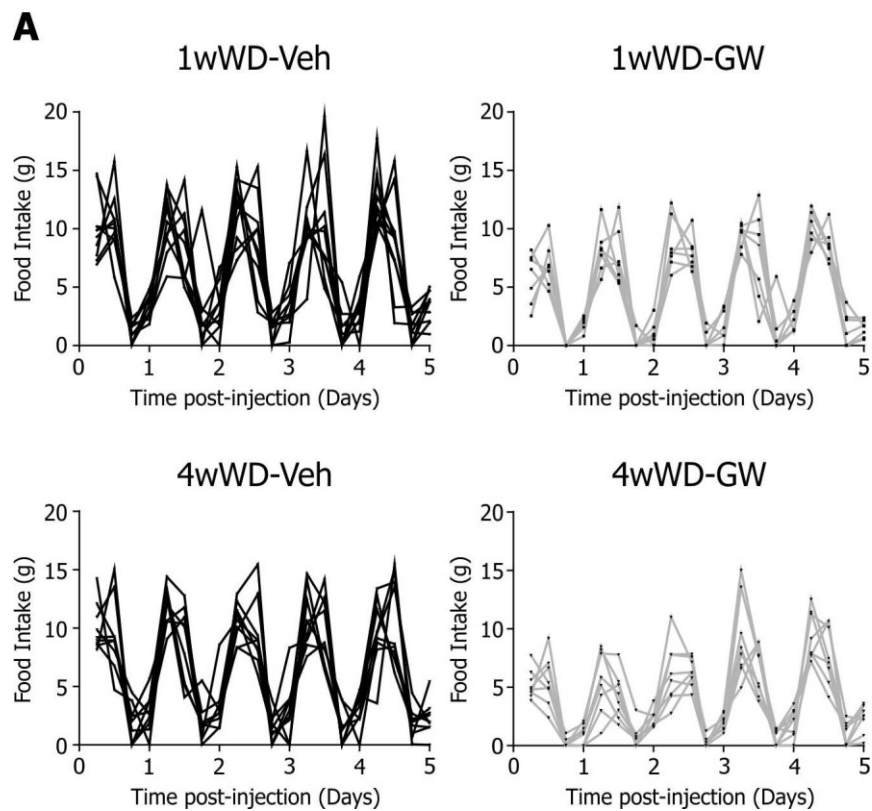 A
1wWD-Veh
1wWD-GW
Food Intake (g)
20
15
10
5
0
0 1 2 3 4 5
Time post-injection (Days)
Food Intake (g)
20
15
10
5
0
0 1 2 3 4 5
Time post-injection (Days)
4wWD-Veh
4wWD-GW
Food Intake (g)
20
15
10
5
0
0 1 2 3 4 5
Time post-injection (Days)
Food Intake (g)
20
15
10
5
0
0 1 2 3 4 5
Time post-injection (Days)